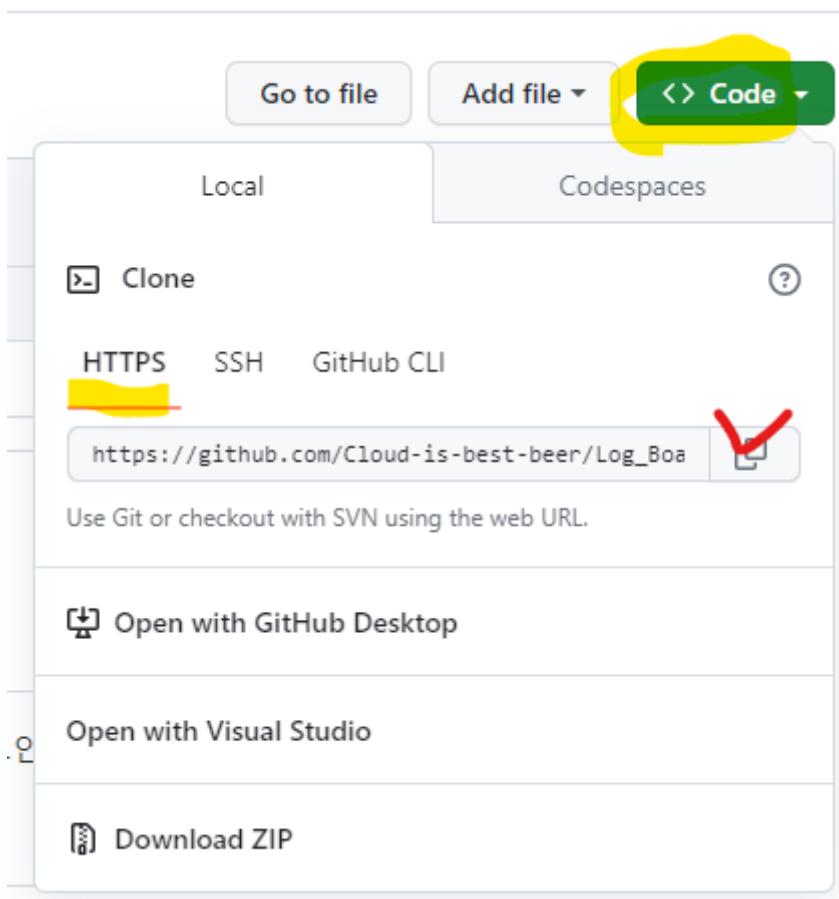 Go to file Add file <> Code
Local Codespaces
Clone
HTTPS SSH GitHub CLI
https://github.com/Cloud-is-best-beer/Log_Boa
Use Git or checkout with SVN using the web URL.
Open with GitHub Desktop
Open with Visual Studio
Download ZIP